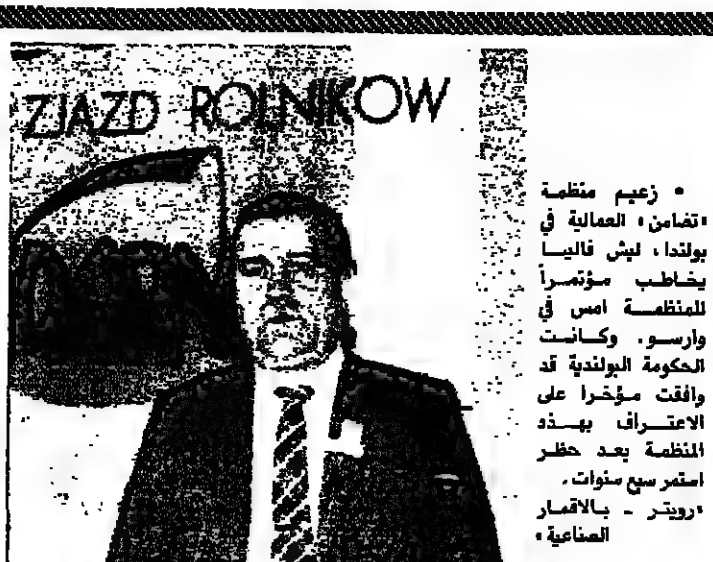 ZJAZD ROLNIKOW
• زعيم منظمة
«تضامن» العمالية في
بولندا، ليش فاليسا
يخاطب مؤتمراً
للمنظمة امس في
وارسو. وكانت
الحكومة البولندية قد
وافقت مؤخرا على
الاعتراف بهذه
المنظمة بعد حظر
استمر سبع سنوات.
«رويتر - بالاقمار
الصناعية»